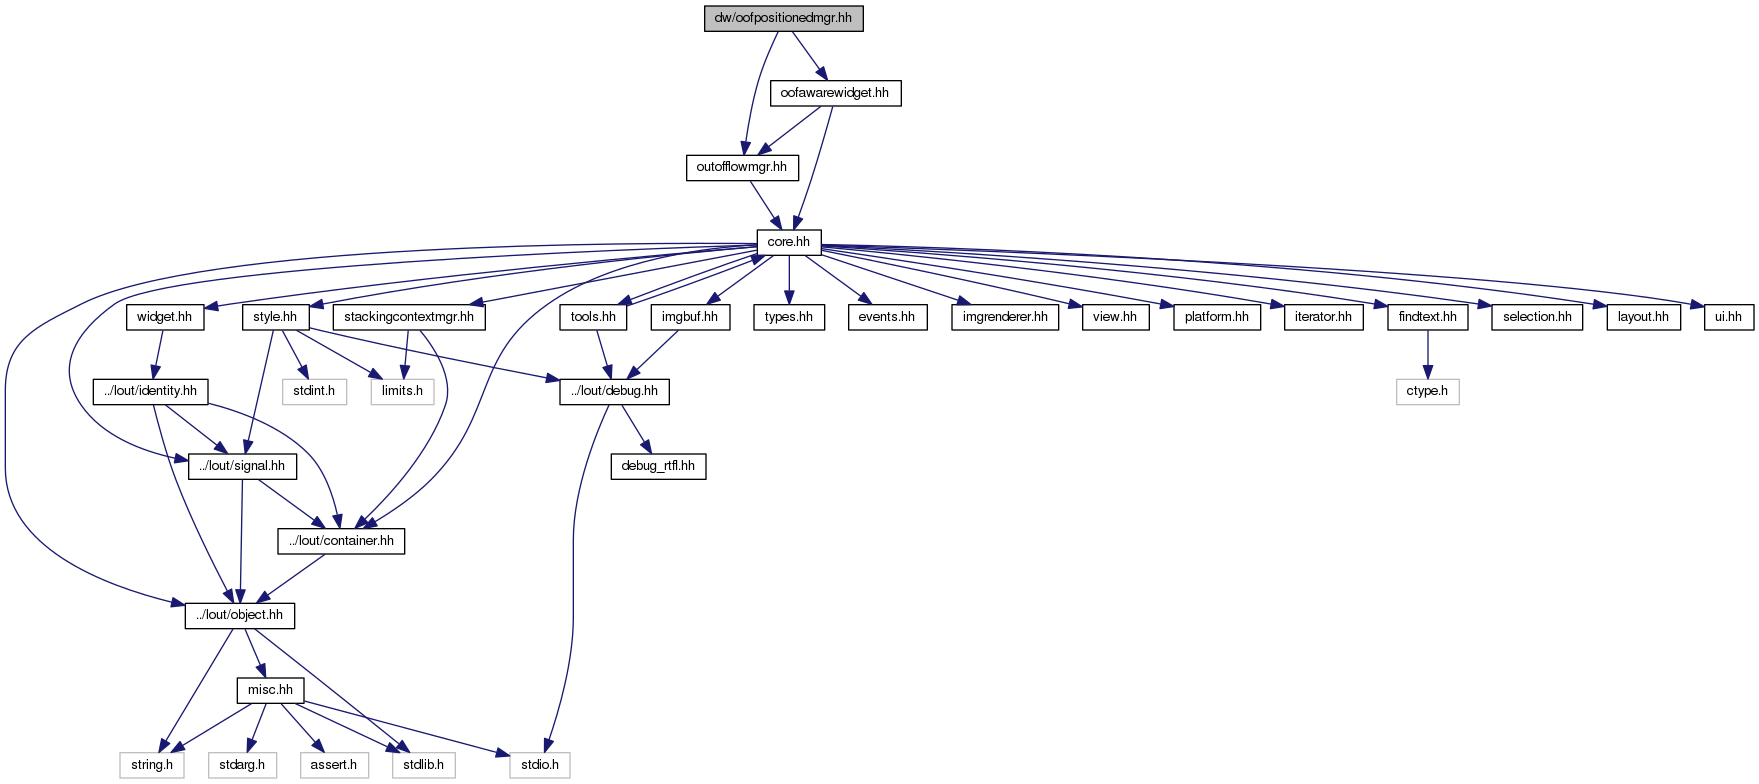 dw/oofpositionedmgr.hh
oofawarewidget.hh
outofflowmgr.hh
core.hh
widget.hh
style.hh
stackingcontextmgr.hh
tools.hh
imgbuf.hh
types.hh
events.hh
imgrenderer.hh
view.hh
platform.hh
iterator.hh
findtext.hh
selection.hh
layout.hh
ui.hh
../lout/identity.hh
stdint.h
limits.h
../lout/debug.hh
ctype.h
../lout/signal.hh
debug_rtfl.hh
../lout/container.hh
../lout/object.hh
misc.hh
string.h
stdarg.h
assert.h
stdlib.h
stdio.h